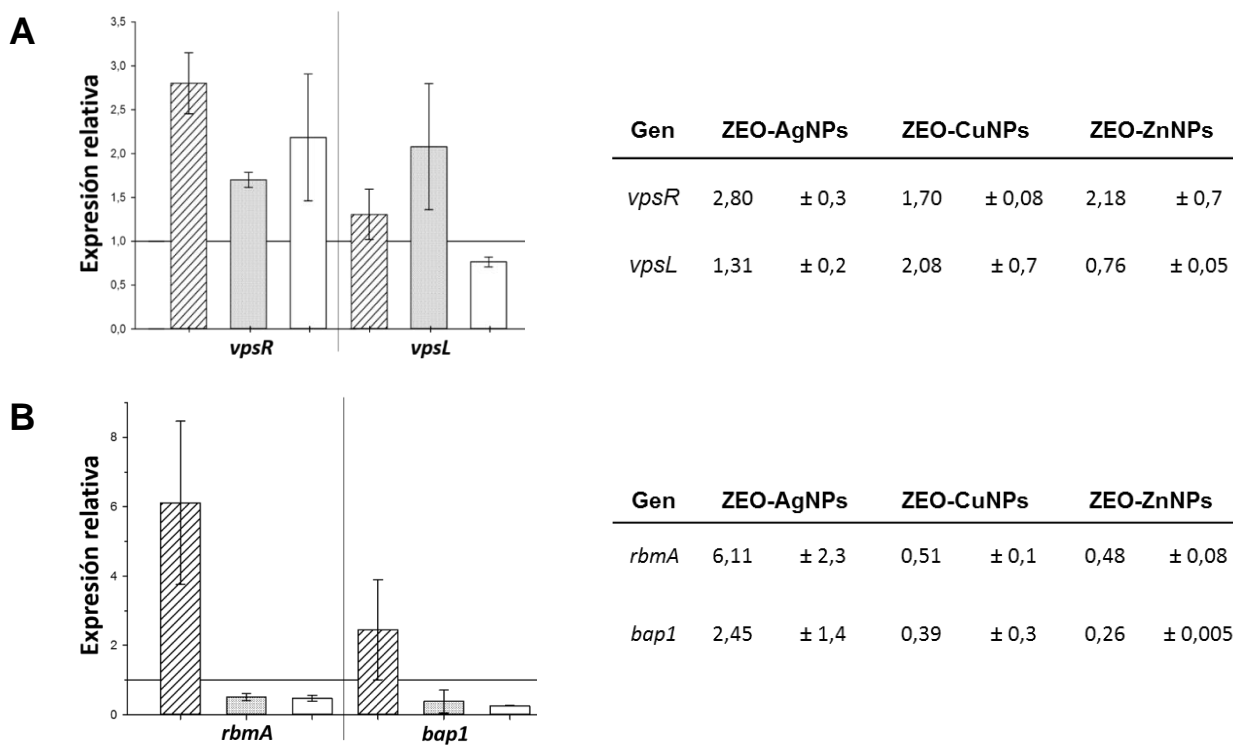 A
Expresión relativa
3,5
3,0
2,5
2,0
1,5
1,0
0,5
0,0
vpsR vpsL
Gen ZEO-AgNPs ZEO-CuNPs ZEO-ZnNPs
vpsR 2,80 ± 0,3 1,70 ± 0,08 2,18 ± 0,7
vpsL 1,31 ± 0,2 2,08 ± 0,7 0,76 ± 0,05
B
Expresión relativa
8
6
4
2
0
rbmA bap1
Gen ZEO-AgNPs ZEO-CuNPs ZEO-ZnNPs
rbmA 6,11 ± 2,3 0,51 ± 0,1 0,48 ± 0,08
bap1 2,45 ± 1,4 0,39 ± 0,3 0,26 ± 0,005